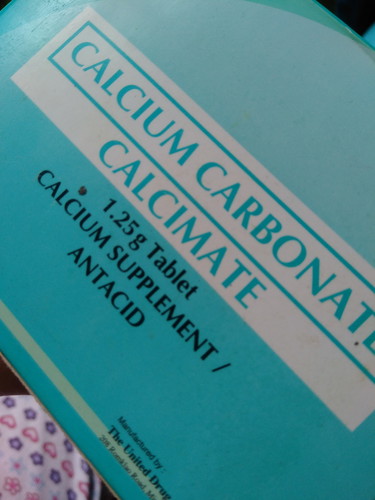 CALCIUM CARBONATE
CALCIMATE
1.25g Tablet
CALCIUM SUPPLEMENT /
ANTACID
Manufactured by
The United Drug